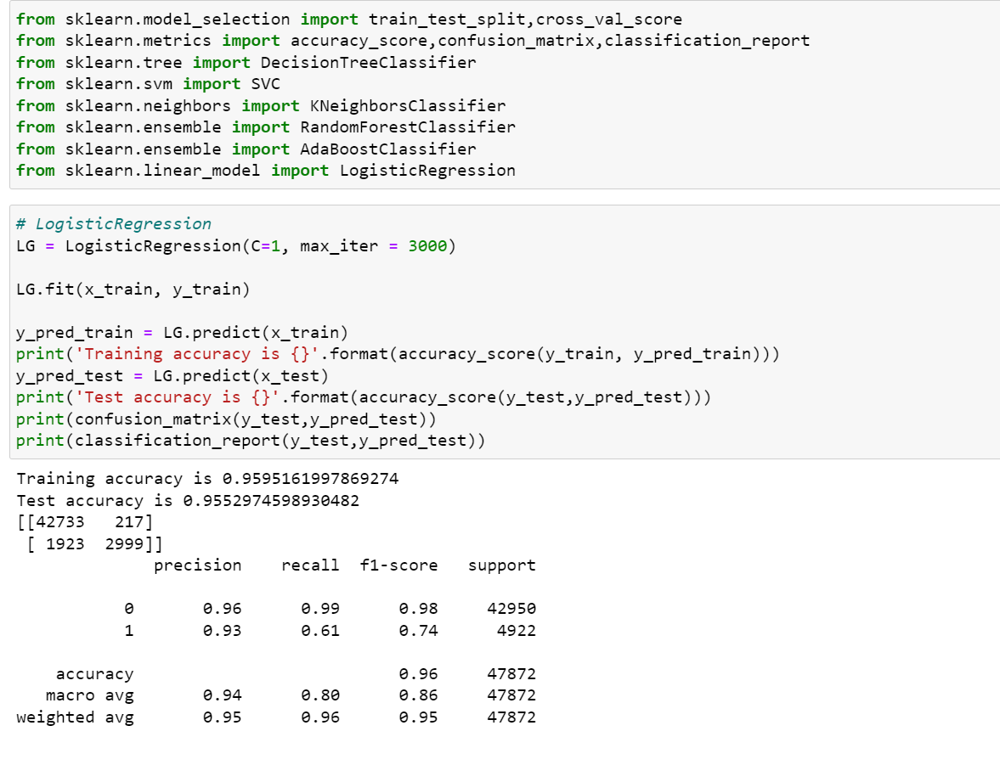 from sklearn.model_selection import train_test_split,cross_val_score
from sklearn.metrics import accuracy_score,confusion_matrix,classification_report
from sklearn.tree import DecisionTreeClassifier
from sklearn.svm import SVC
from sklearn.neighbors import KNeighborsClassifier
from sklearn.ensemble import RandomForestClassifier
from sklearn.ensemble import AdaBoostClassifier
from sklearn.linear_model import LogisticRegression
# LogisticRegression
LG = LogisticRegression(C=1, max_iter = 3000)
LG.fit(x_train, y_train)
y_pred_train = LG.predict(x_train)
print('Training accuracy is {}'.format(accuracy_score(y_train, y_pred_train)))
y_pred_test = LG.predict(x_test)
print('Test accuracy is {}'.format(accuracy_score(y_test,y_pred_test)))
print(confusion_matrix(y_test,y_pred_test))
print(classification_report(y_test,y_pred_test))
Training accuracy is 0.9595161997869274
Test accuracy is 0.9552974598930482
[[42733   217]
 [ 1923  2999]]
              precision    recall  f1-score   support
           0       0.96      0.99      0.98     42950
           1       0.93      0.61      0.74      4922
    accuracy                           0.96     47872
   macro avg       0.94      0.80      0.86     47872
weighted avg       0.95      0.96      0.95     47872